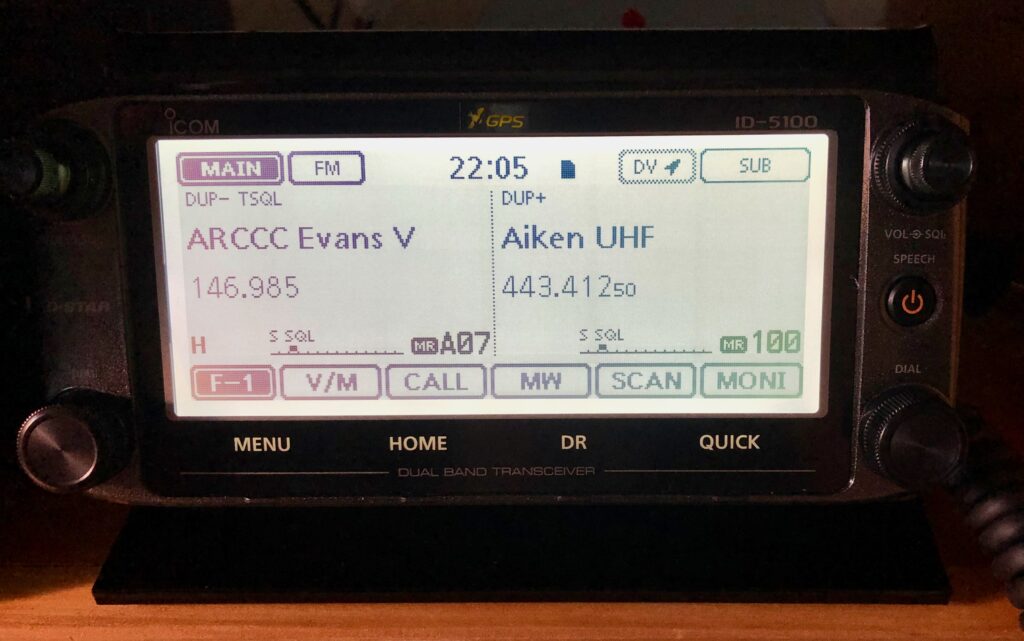 ICOM
GPS
ID-5100
MAIN FM 22:05 DV SUB
DUP- TSQL DUP+
ARCCC Evans V Aiken UHF
146.985 443.41250
H S SQL MR A07 S SQL MR 100
F-1 V/M CALL MW SCAN MONI
VOL SQL
SPEECH
D-STAR
DIAL
MENU HOME DR QUICK
DUAL BAND TRANSCEIVER